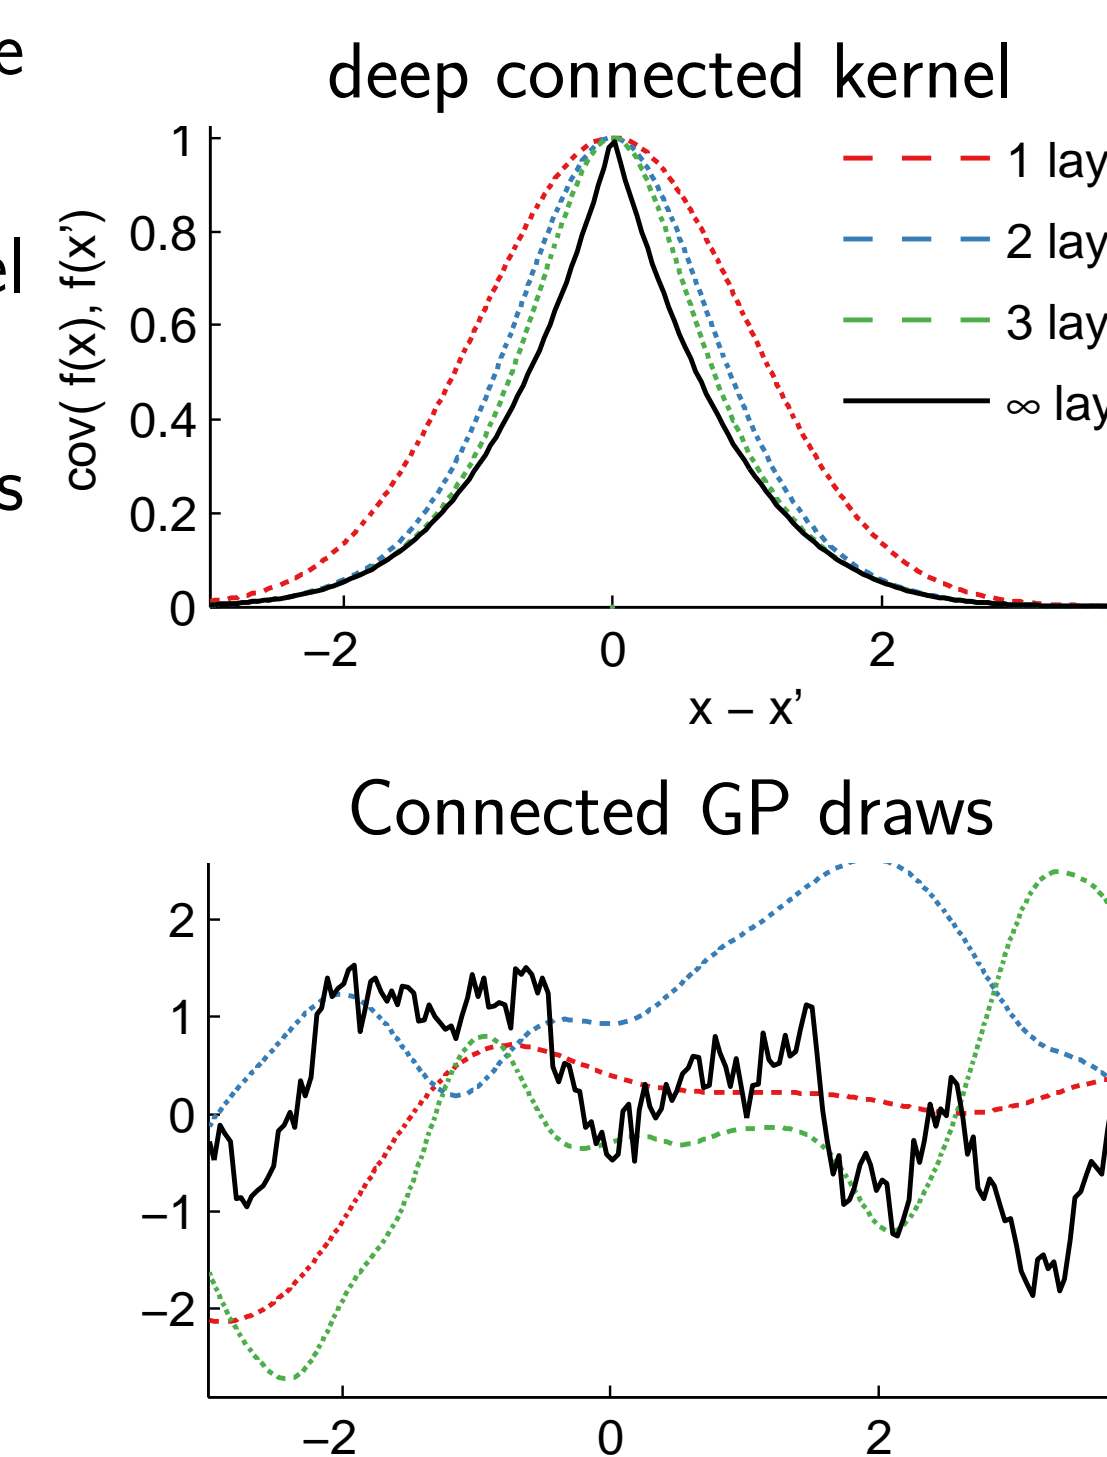 e
el
s
deep connected kernel
1
0.8
0.6
0.4
0.2
0
cov( f(x), f(x’)
1 lay
2 lay
3 lay
∞ lay
−2 0 2
x − x’
Connected GP draws
2
1
0
−1
−2
−2 0 2